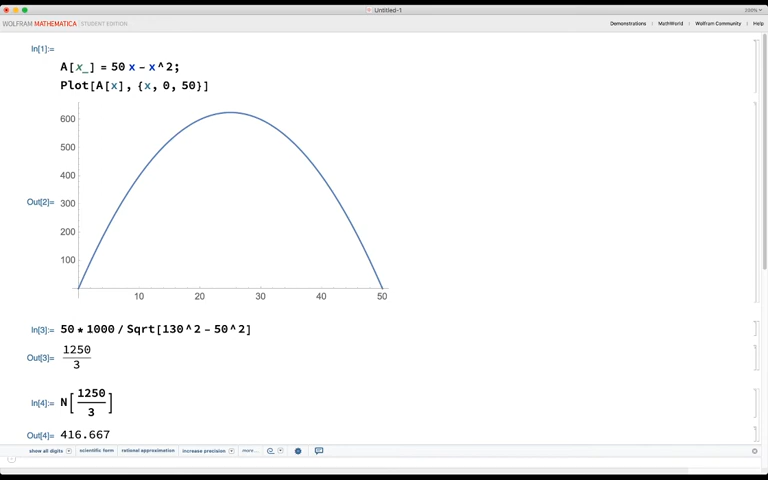 Untitled-1
100%
WOLFRAM MATHEMATICA | STUDENT EDITION
Demonstrations | MathWorld | Wolfram Community | Help
In[1]:=
A[x_] = 50 x - x^2;
Plot[A[x], {x, 0, 50}]
600
500
400
Out[2]= 300
200
100
10 20 30 40 50
In[3]:= 50 * 1000 / Sqrt[130^2 - 50^2]
1250
Out[3]=
3
1250
In[4]:= N[ ]
3
Out[4]= 416.667
show all digits scientific form rational approximation increase precision more...